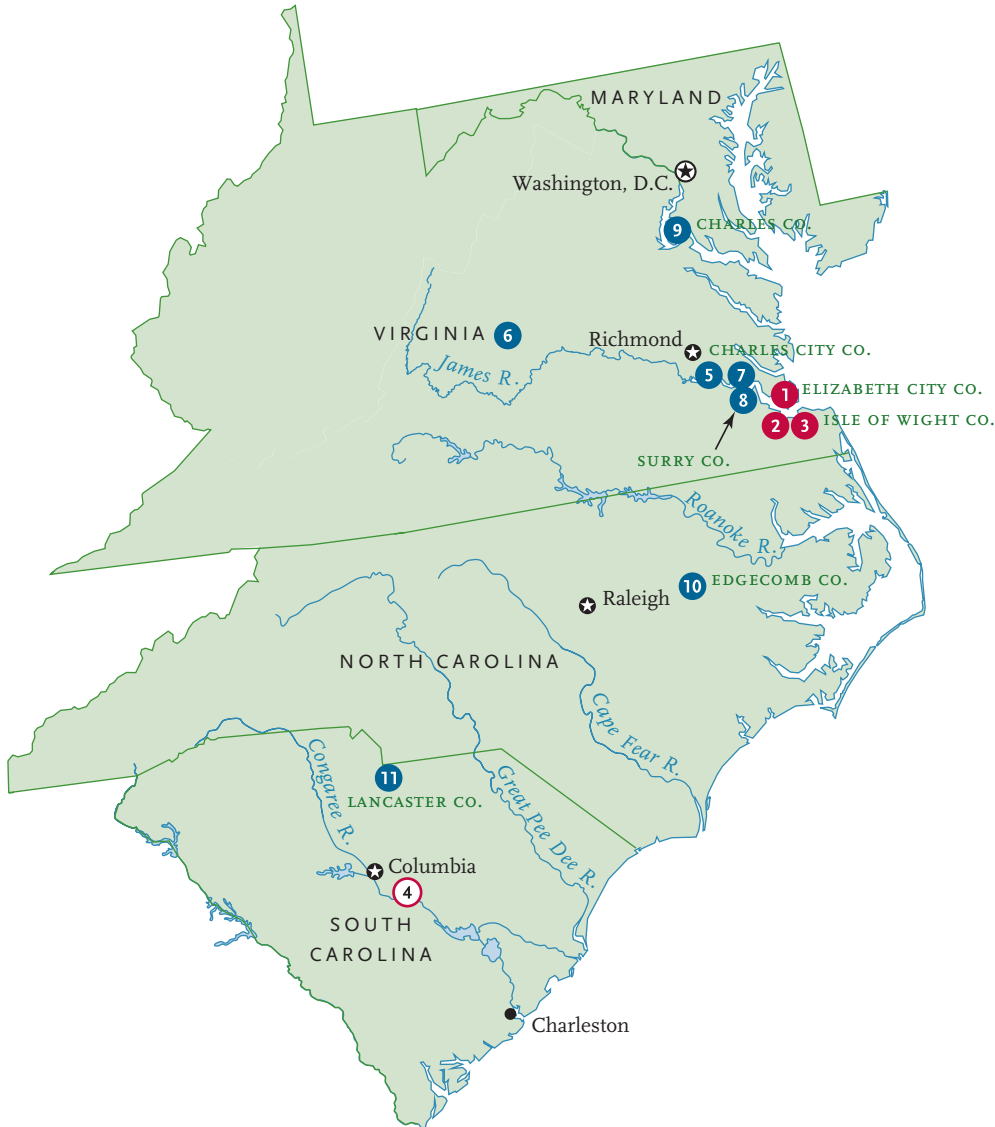 MARYLAND
Washington, D.C.
9 CHARLES CO.
VIRGINIA 6
Richmond
CHARLES CITY CO.
James R.
5 7
1 ELIZABETH CITY CO.
8
2 3 ISLE OF WIGHT CO.
SURRY CO.
Roanoke R.
10 EDGECOMB CO.
Raleigh
NORTH CAROLINA
Cape Fear R.
Congaree R.
11
LANCASTER CO.
Great Pee Dee R.
Columbia
4
SOUTH
CAROLINA
Charleston